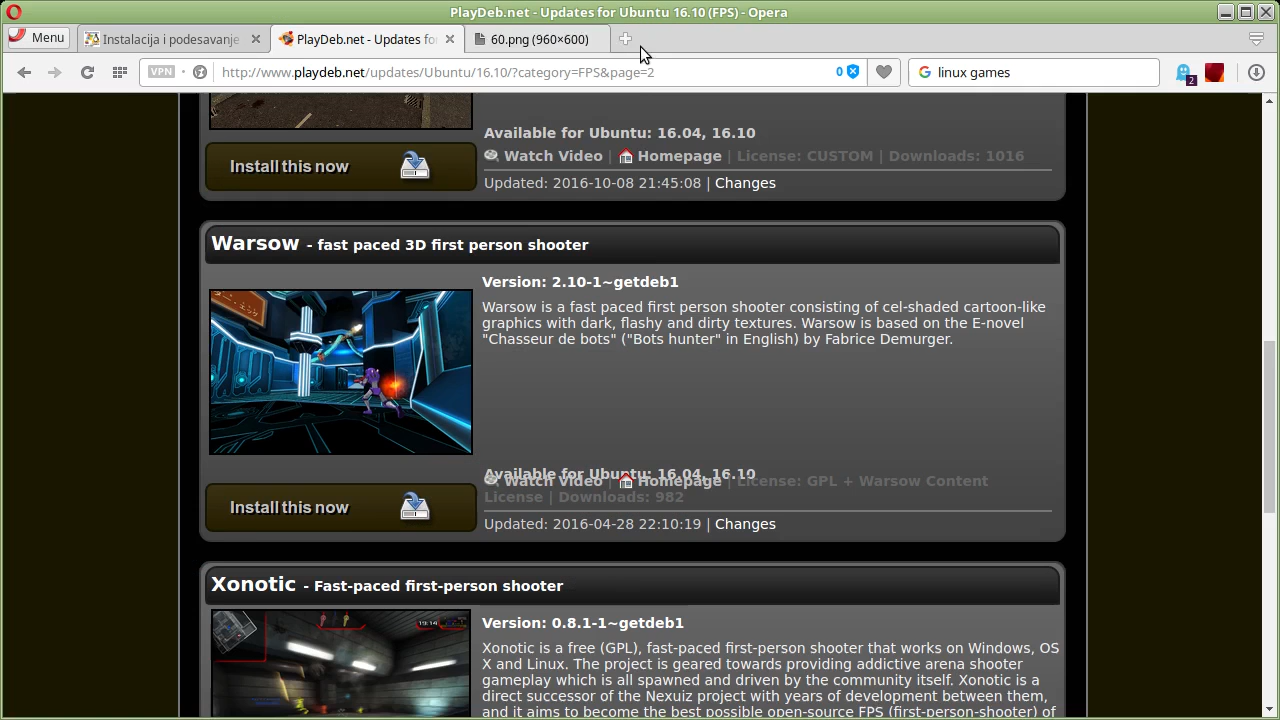 PlayDeb.net - Updates for Ubuntu 16.10 (FPS) - Opera
Menu
Instalacija i podesavanje
PlayDeb.net - Updates fo
60.png (960×600)
VPN
http://www.playdeb.net/updates/Ubuntu/16.10/?category=FPS&page=2
0
linux games
2
Available for Ubuntu: 16.04, 16.10
Install this now
Watch Video | Homepage | License: CUSTOM | Downloads: 1016
Updated: 2016-10-08 21:45:08 | Changes
Warsow - fast paced 3D first person shooter
Version: 2.10-1~getdeb1
Warsow is a fast paced first person shooter consisting of cel-shaded cartoon-like
graphics with dark, flashy and dirty textures. Warsow is based on the E-novel
"Chasseur de bots" ("Bots hunter" in English) by Fabrice Demurger.
Available for Ubuntu: 16.04, 16.10
Watch Video | Homepage | License: GPL + Warsow Content
License | Downloads: 982
Install this now
Updated: 2016-04-28 22:10:19 | Changes
Xonotic - Fast-paced first-person shooter
Version: 0.8.1-1~getdeb1
19:14
Xonotic is a free (GPL), fast-paced first-person shooter that works on Windows, OS
X and Linux. The project is geared towards providing addictive arena shooter
gameplay which is all spawned and driven by the community itself. Xonotic is a
direct successor of the Nexuiz project with years of development between them,
and it aims to become the best possible open-source FPS (first-person-shooter) of